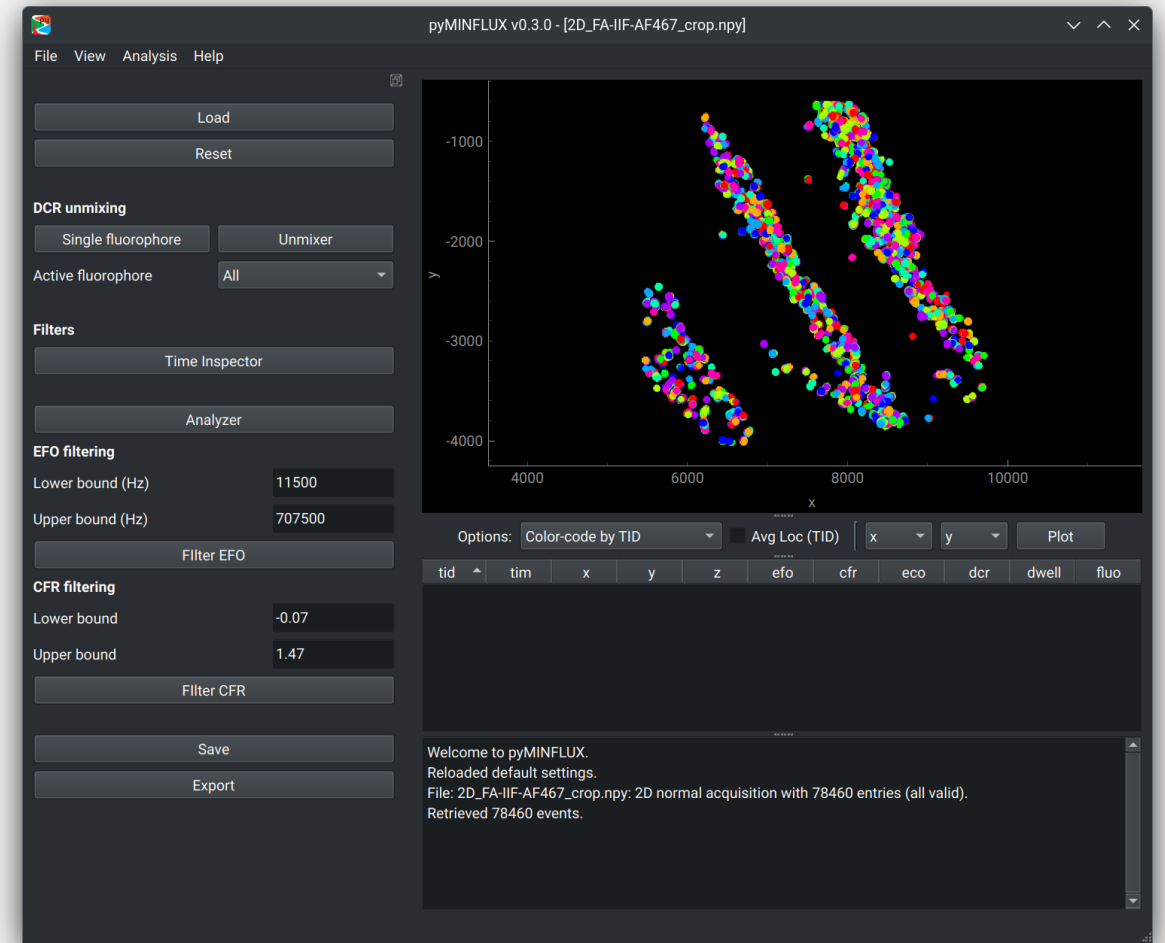 pyMINFLUX v0.3.0 - [2D_FA-IIF-AF467_crop.npy]
File View Analysis Help
Load
Reset
DCR unmixing
Single fluorophore Unmixer
Active fluorophore All
Filters
Time Inspector
Analyzer
EFO filtering
Lower bound (Hz) 11500
Upper bound (Hz) 707500
FIlter EFO
CFR filtering
Lower bound -0.07
Upper bound 1.47
FIlter CFR
Save
Export
-1000
-2000
y
-3000
-4000
4000 6000 8000 10000
x
Options: Color-code by TID Avg Loc (TID) x y Plot
tid tim x y z efo cfr eco dcr dwell fluo
Welcome to pyMINFLUX.
Reloaded default settings.
File: 2D_FA-IIF-AF467_crop.npy: 2D normal acquisition with 78460 entries (all valid).
Retrieved 78460 events.